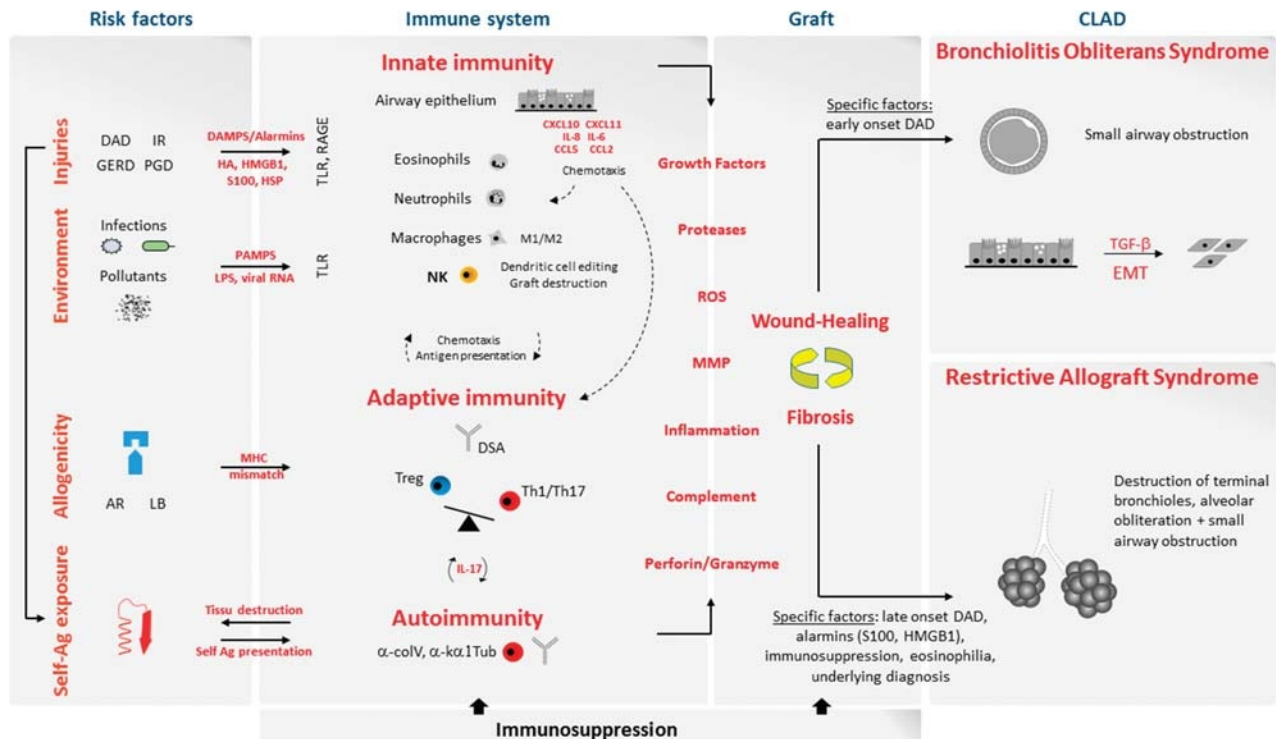 Risk factors
Immune system
Graft
CLAD
Injuries
DAD IR
GERD PGD
DAMPS/Alarmins
HA, HMGB1,
S100, HSP
TLR, RAGE
Environment
Infections
Pollutants
PAMPS
LPS, viral RNA
TLR
Allogenicity
AR LB
MHC
mismatch
Self-Ag exposure
Tissu destruction
Self Ag presentation
Innate immunity
Airway epithelium
CXCL10 CXCL11
IL-8 IL-6
CCL5 CCL2
Chemotaxis
Eosinophils
Neutrophils
Macrophages
M1/M2
NK
Dendritic cell editing
Graft destruction
Chemotaxis
Antigen presentation
Adaptive immunity
DSA
Treg
Th1/Th17
IL-17
Autoimmunity
α-colV, α-kα1Tub
Growth Factors
Proteases
ROS
MMP
Inflammation
Complement
Perforin/Granzyme
Wound-Healing
Fibrosis
Specific factors:
early onset DAD
Specific factors: late onset DAD,
alarmins (S100, HMGB1),
immunosuppression, eosinophilia,
underlying diagnosis
Bronchiolitis Obliterans Syndrome
Small airway obstruction
TGF-β
EMT
Restrictive Allograft Syndrome
Destruction of terminal
bronchioles, alveolar
obliteration + small
airway obstruction
Immunosuppression